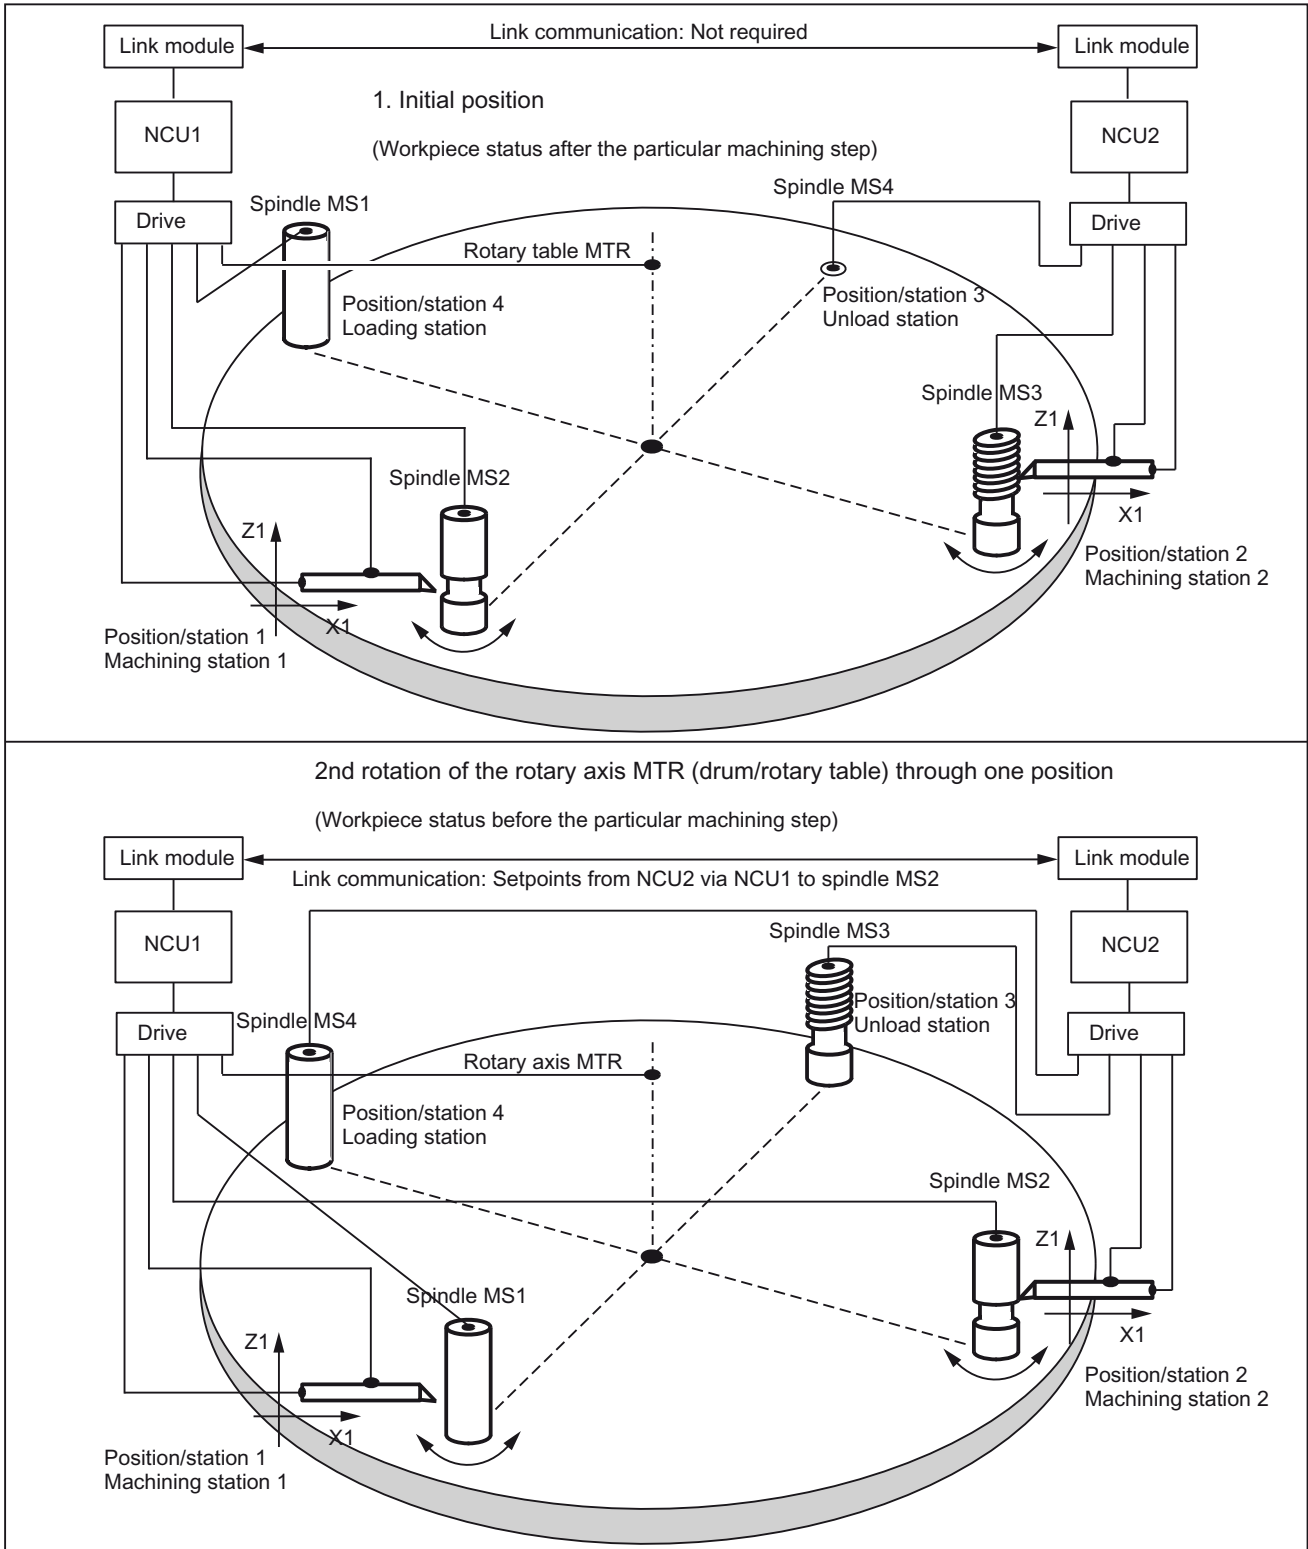 Link communication: Not required
Link module
Link module
1. Initial position
NCU1
NCU2
(Workpiece status after the particular machining step)
Spindle MS4
Spindle MS1
Drive
Drive
Rotary table MTR
Position/station 4
Loading station
Position/station 3
Unload station
Spindle MS3
Z1
Spindle MS2
X1
Z1
Position/station 2
Machining station 2
X1
Position/station 1
Machining station 1
2nd rotation of the rotary axis MTR (drum/rotary table) through one position
(Workpiece status before the particular machining step)
Link module
Link module
Link communication: Setpoints from NCU2 via NCU1 to spindle MS2
Spindle MS3
NCU1
NCU2
Position/station 3
Unload station
Spindle MS4
Drive
Drive
Rotary axis MTR
Position/station 4
Loading station
Spindle MS2
Z1
Spindle MS1
X1
Z1
Position/station 2
Machining station 2
X1
Position/station 1
Machining station 1